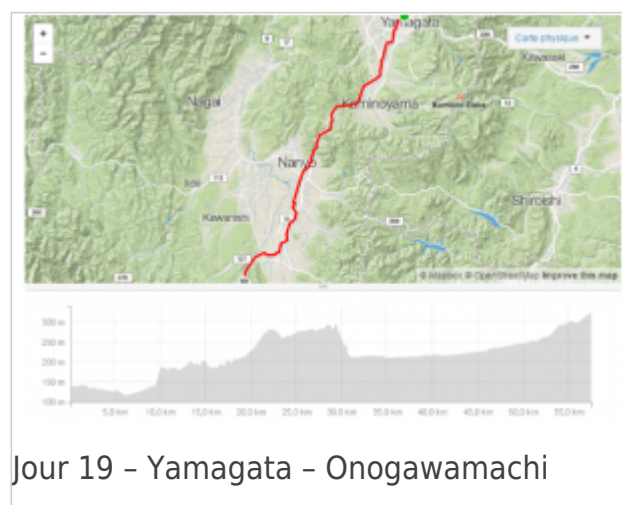 +
Yamagata
Carte physique
-
Kawasaki
Nagai
Kaminoyama
Nanyo
Iide
Shiroishi
Kawanishi
© Mapbox © OpenStreetMap Improve this map
300 m
200 m
150 m
100 m
5,0 km 10,0 km 15,0 km 20,0 km 25,0 km 30,0 km 35,0 km 40,0 km 45,0 km 50,0 km 55,0 km
Jour 19 – Yamagata – Onogawamachi